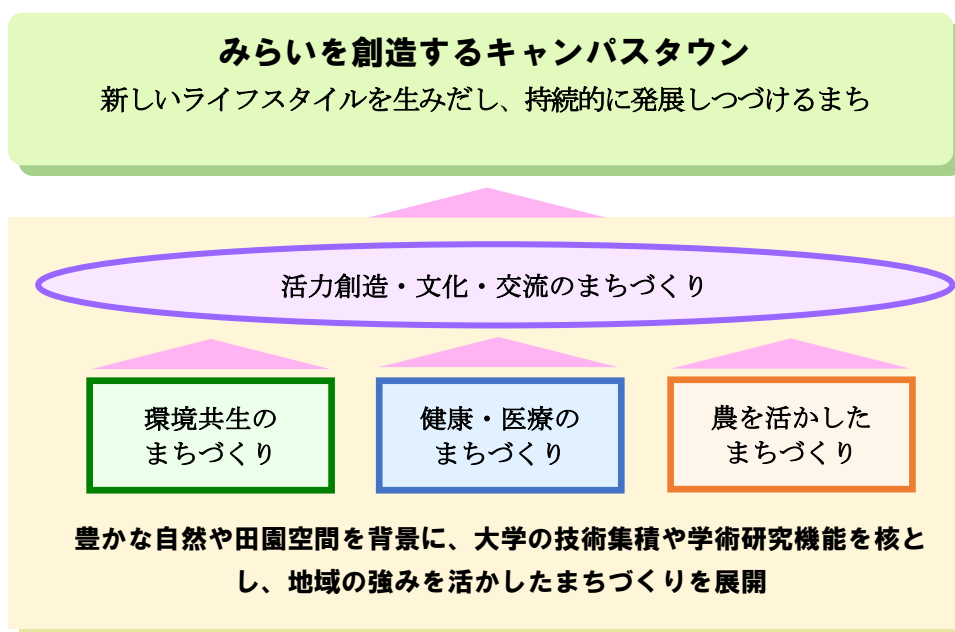 みらいを創造するキャンパスタウン
新しいライフスタイルを生みだし、持続的に発展しつづけるまち
活力創造・文化・交流のまちづくり
環境共生の
まちづくり
健康・医療の
まちづくり
農を活かした
まちづくり
豊かな自然や田園空間を背景に、大学の技術集積や学術研究機能を核と
し、地域の強みを活かしたまちづくりを展開